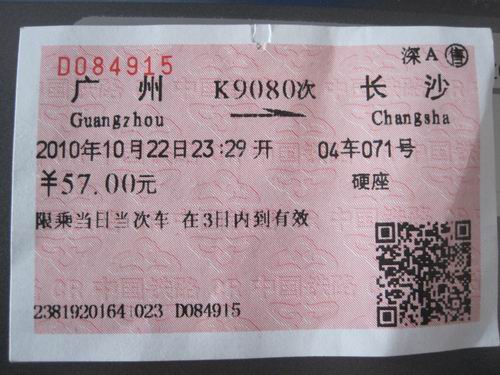 深A 售
D084915
广州 K9080次 长沙
Guangzhou Changsha
2010年10月22日23:29开 04车071号
¥57.00元 硬座
限乘当日当次车 在3日内到有效
23819201641023 D084915